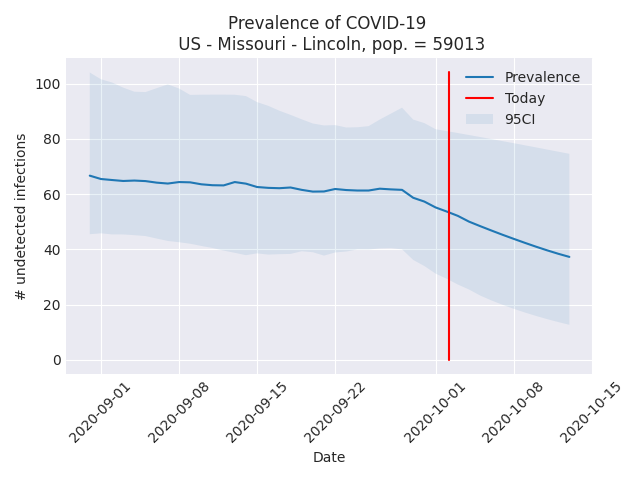 Prevalence of COVID-19
US - Missouri - Lincoln, pop. = 59013
# undetected infections
100
80
60
40
20
0
Prevalence
Today
95CI
2020-09-01
2020-09-08
2020-09-15
2020-09-22
2020-10-01
2020-10-08
2020-10-15
Date